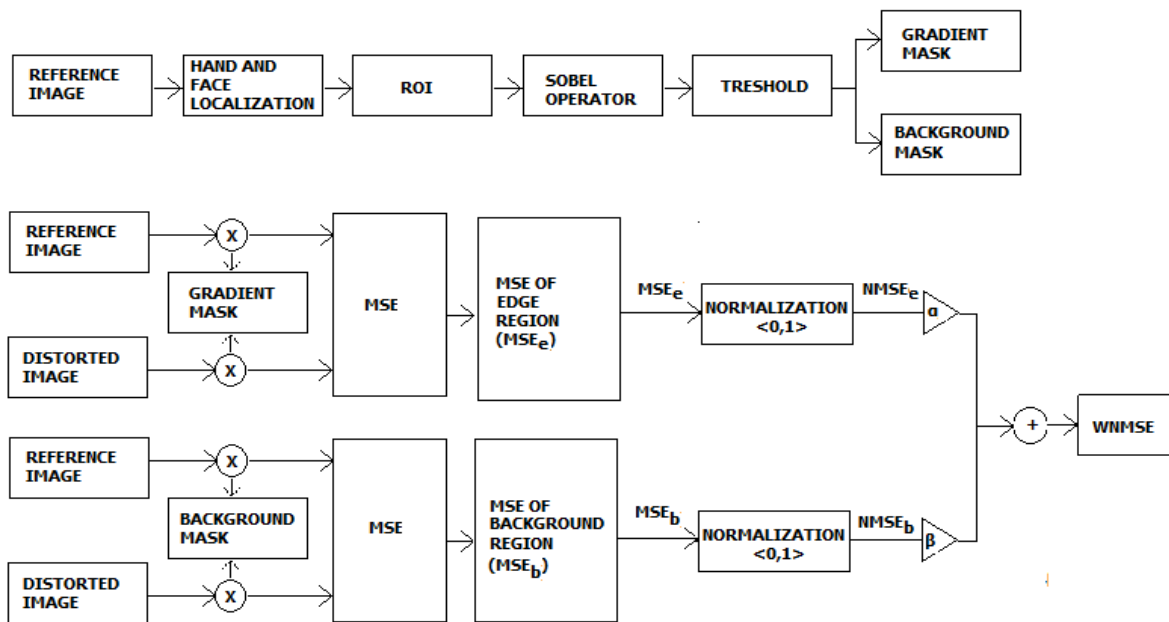 REFERENCE
IMAGE
HAND AND
FACE
LOCALIZATION
ROI
SOBEL
OPERATOR
TRESHOLD
GRADIENT
MASK
BACKGROUND
MASK
REFERENCE
IMAGE
X
GRADIENT
MASK
DISTORTED
IMAGE
X
MSE
MSE OF
EDGE
REGION
(MSEe)
MSEe
NORMALIZATION
<0,1>
NMSEe
α
REFERENCE
IMAGE
X
BACKGROUND
MASK
DISTORTED
IMAGE
X
MSE
MSE OF
BACKGROUND
REGION
(MSEb)
MSEb
NORMALIZATION
<0,1>
NMSEb
β
+
WNMSE